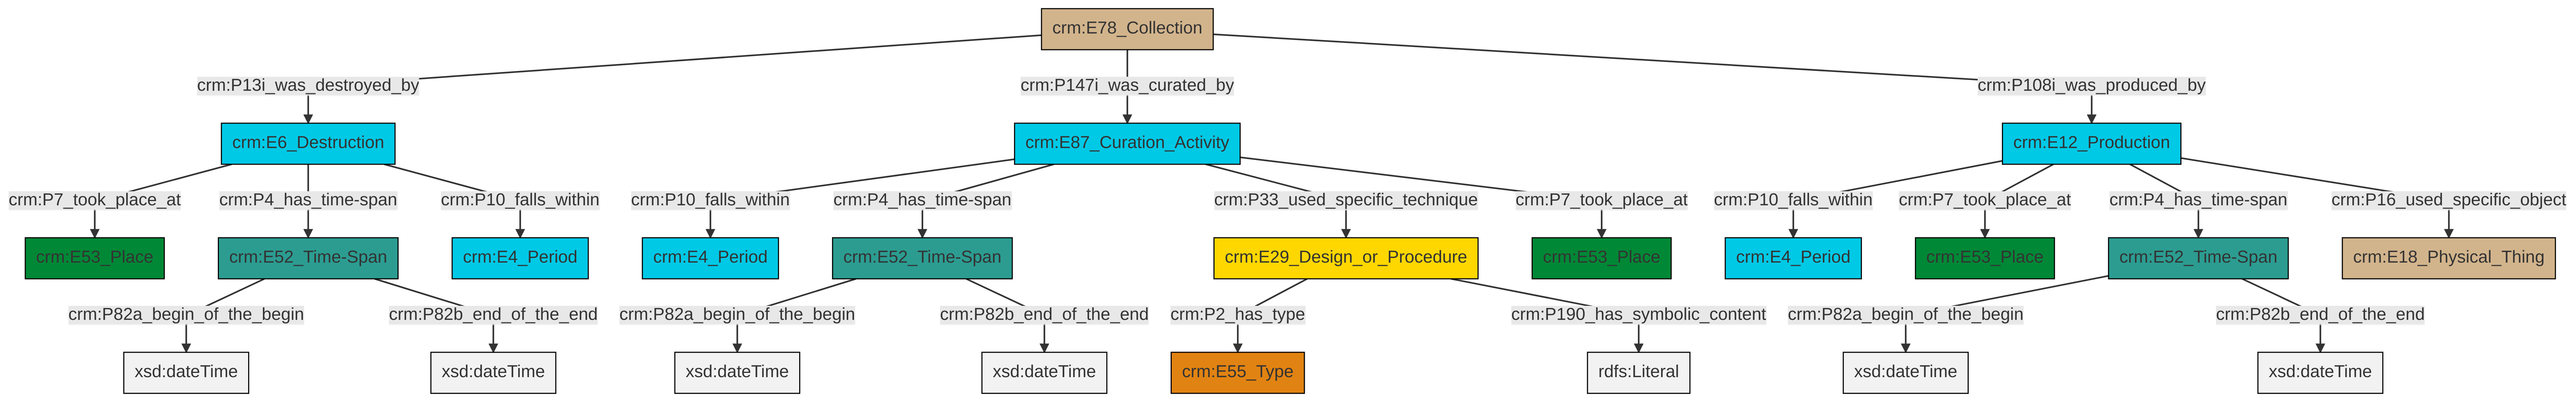 crm:E78_Collection
crm:P13i_was_destroyed_by
crm:P147i_was_curated_by
crm:P108i_was_produced_by
crm:E6_Destruction
crm:E87_Curation_Activity
crm:E12_Production
crm:P7_took_place_at
crm:P4_has_time-span
crm:P10_falls_within
crm:P10_falls_within
crm:P4_has_time-span
crm:P33_used_specific_technique
crm:P7_took_place_at
crm:P10_falls_within
crm:P7_took_place_at
crm:P4_has_time-span
crm:P16_used_specific_object
crm:E53_Place
crm:E52_Time-Span
crm:E4_Period
crm:E4_Period
crm:E52_Time-Span
crm:E29_Design_or_Procedure
crm:E53_Place
crm:E4_Period
crm:E53_Place
crm:E52_Time-Span
crm:E18_Physical_Thing
crm:P82a_begin_of_the_begin
crm:P82b_end_of_the_end
crm:P82a_begin_of_the_begin
crm:P82b_end_of_the_end
crm:P2_has_type
crm:P190_has_symbolic_content
crm:P82a_begin_of_the_begin
crm:P82b_end_of_the_end
xsd:dateTime
xsd:dateTime
xsd:dateTime
xsd:dateTime
crm:E55_Type
rdfs:Literal
xsd:dateTime
xsd:dateTime